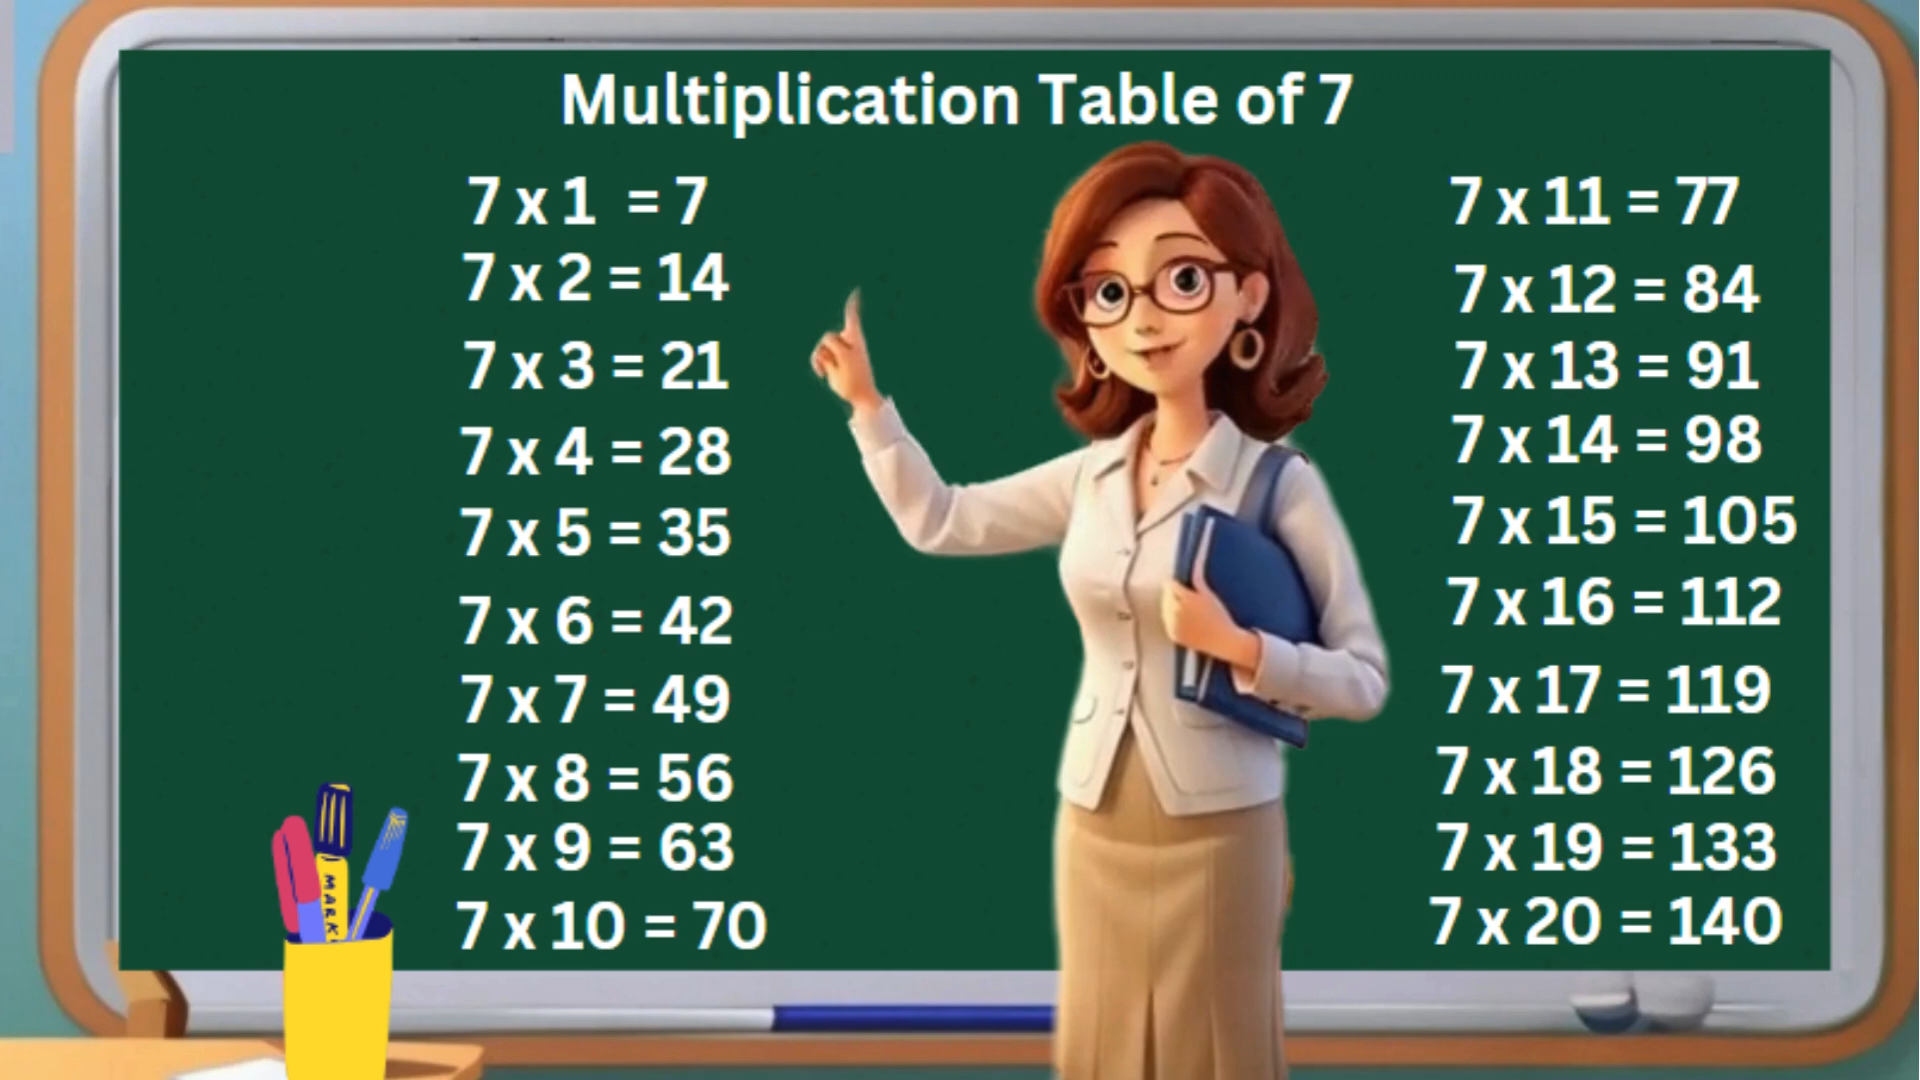 Multiplication Table of 7
7 x 1 = 7
7 x 2 = 14
7 x 3 = 21
7 x 4 = 28
7 x 5 = 35
7 x 6 = 42
7 x 7 = 49
7 x 8 = 56
7 x 9 = 63
7 x 10 = 70
7 x 11 = 77
7 x 12 = 84
7 x 13 = 91
7 x 14 = 98
7 x 15 = 105
7 x 16 = 112
7 x 17 = 119
7 x 18 = 126
7 x 19 = 133
7 x 20 = 140
MARK